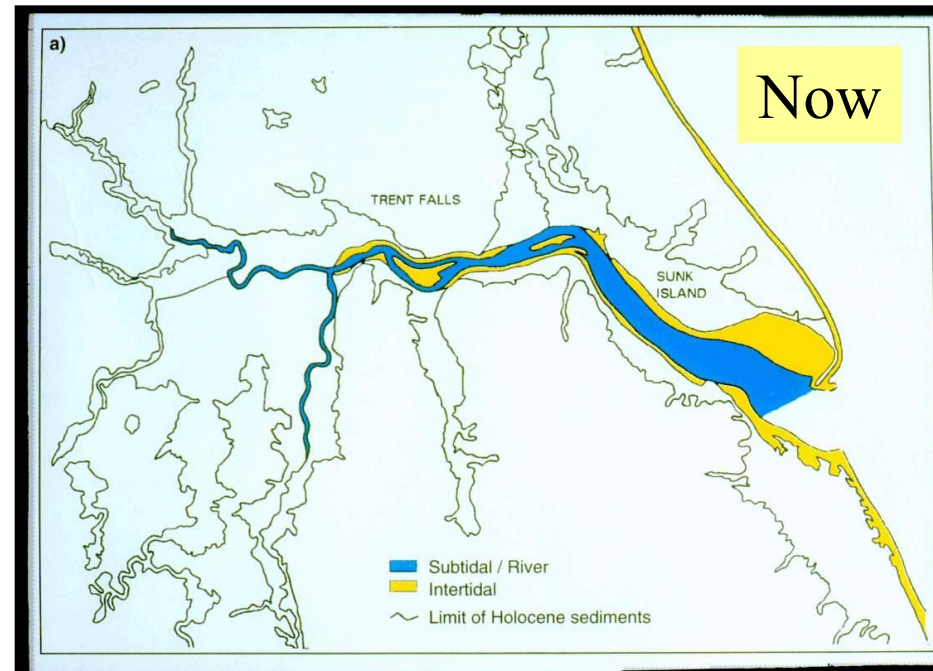 a)
Now
TRENT FALLS
SUNK
ISLAND
Subtidal / River
Intertidal
Limit of Holocene sediments